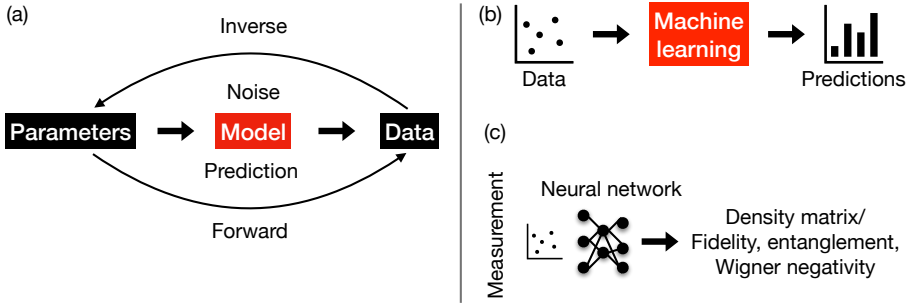 (a)
Inverse
Noise
Parameters
Model
Data
Prediction
Forward
(b)
Machine
learning
Data
Predictions
(c)
Measurement
Neural network
Density matrix/
Fidelity, entanglement,
Wigner negativity